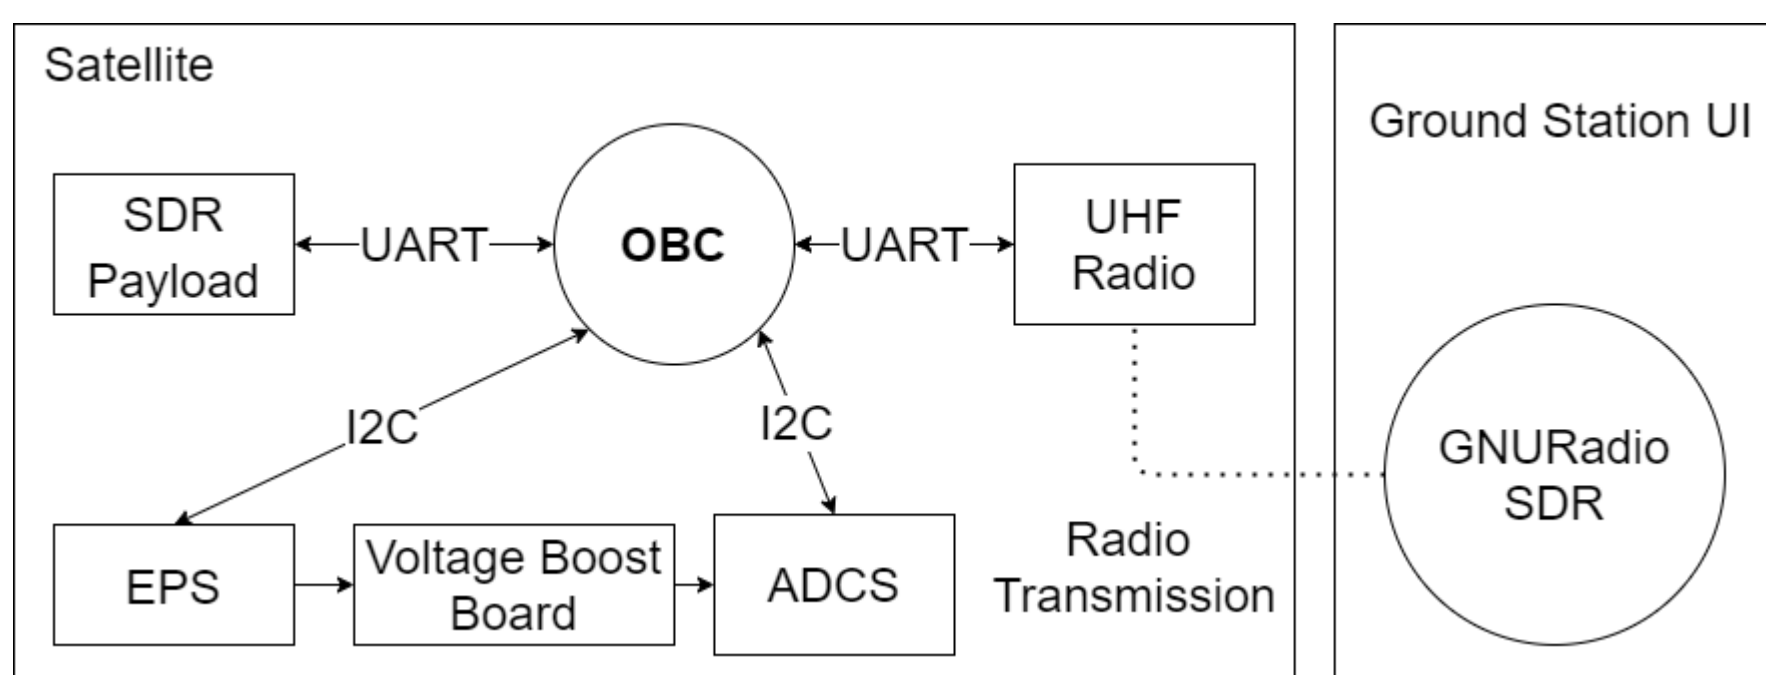 Satellite
Ground Station UI
SDR
Payload
UART
OBC
UART
UHF
Radio
I2C
I2C
GNURadio
SDR
EPS
Voltage Boost
Board
ADCS
Radio
Transmission